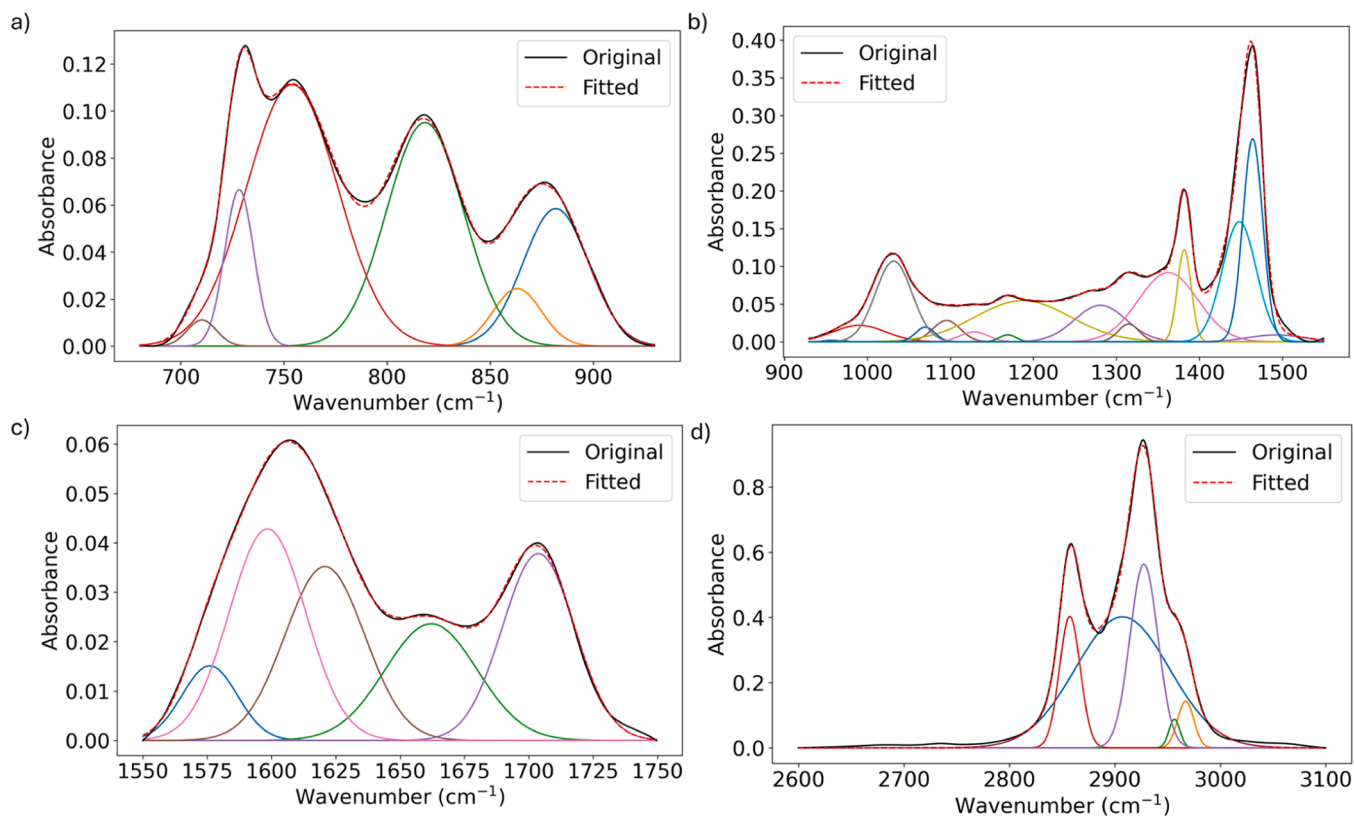 a)
Original
Fitted
Absorbance
0.12
0.10
0.08
0.06
0.04
0.02
0.00
700 750 800 850 900
Wavenumber (cm⁻¹)
b)
Original
Fitted
Absorbance
0.40
0.35
0.30
0.25
0.20
0.15
0.10
0.05
0.00
900 1000 1100 1200 1300 1400 1500
Wavenumber (cm⁻¹)
c)
Original
Fitted
Absorbance
0.06
0.05
0.04
0.03
0.02
0.01
0.00
1550 1575 1600 1625 1650 1675 1700 1725 1750
Wavenumber (cm⁻¹)
d)
Original
Fitted
Absorbance
0.8
0.6
0.4
0.2
0.0
2600 2700 2800 2900 3000 3100
Wavenumber (cm⁻¹)